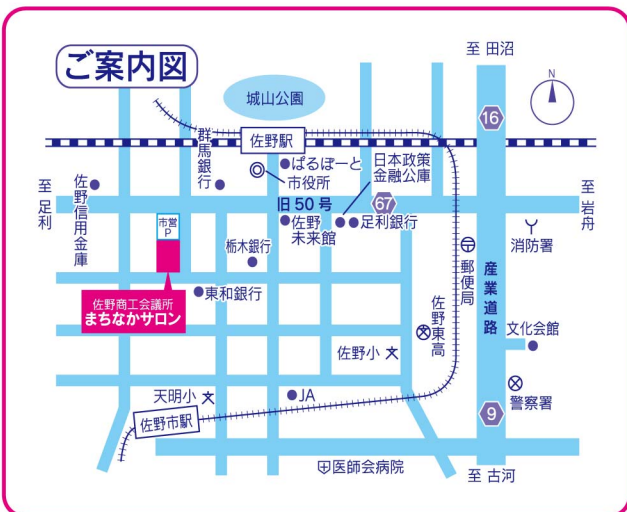 ご案内図
至 田沼
N
城山公園
16
佐野駅
群馬銀行
ぱるぽーと
市役所
日本政策
金融公庫
至 足利
佐野信用金庫
旧50号
67
至 岩舟
市営
P
佐野
未来館
足利銀行
栃木銀行
消防署
郵便局
産業道路
佐野商工会議所
まちなかサロン
東和銀行
佐野東高
文化会館
佐野小
天明小
JA
警察署
佐野市駅
9
医師会病院
至 古河